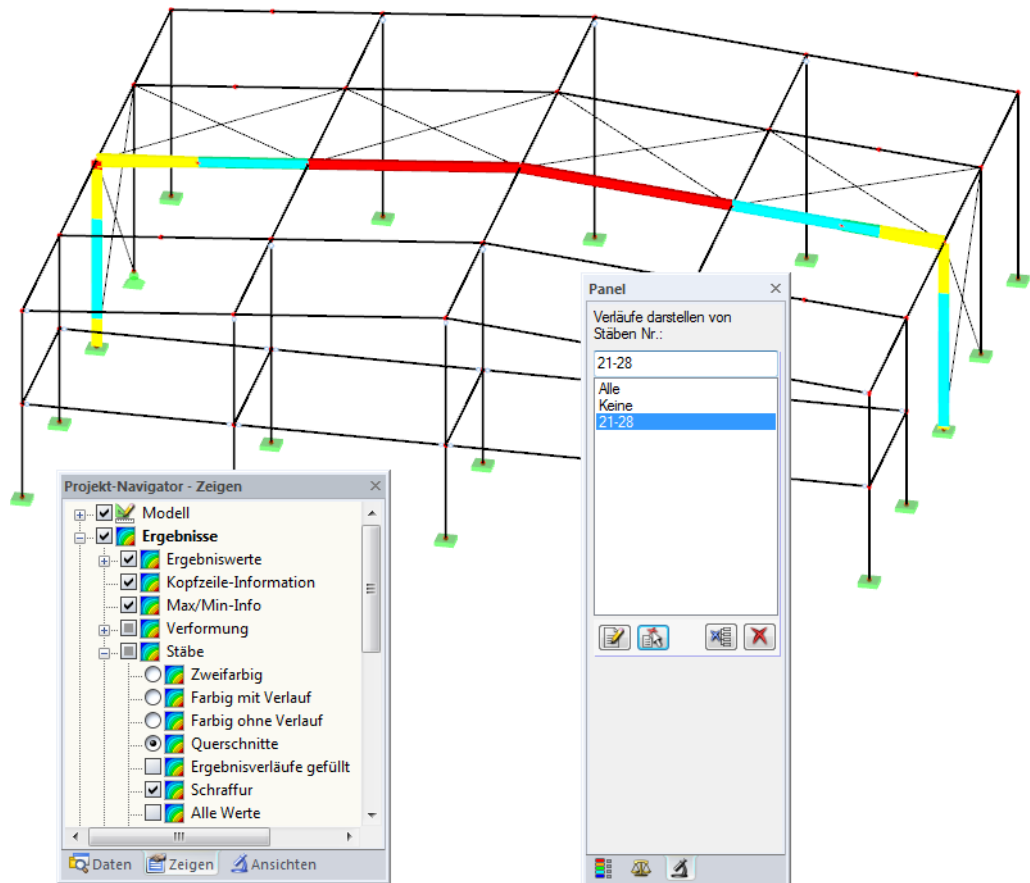 Panel
Verläufe darstellen von
Stäben Nr.:
21-28
Alle
Keine
21-28
Projekt-Navigator - Zeigen
Modell
Ergebnisse
Ergebniswerte
Kopfzeile-Information
Max/Min-Info
Verformung
Stäbe
Zweifarbig
Farbig mit Verlauf
Farbig ohne Verlauf
Querschnitte
Ergebnisverläufe gefüllt
Schraffur
Alle Werte
Daten
Zeigen
Ansichten